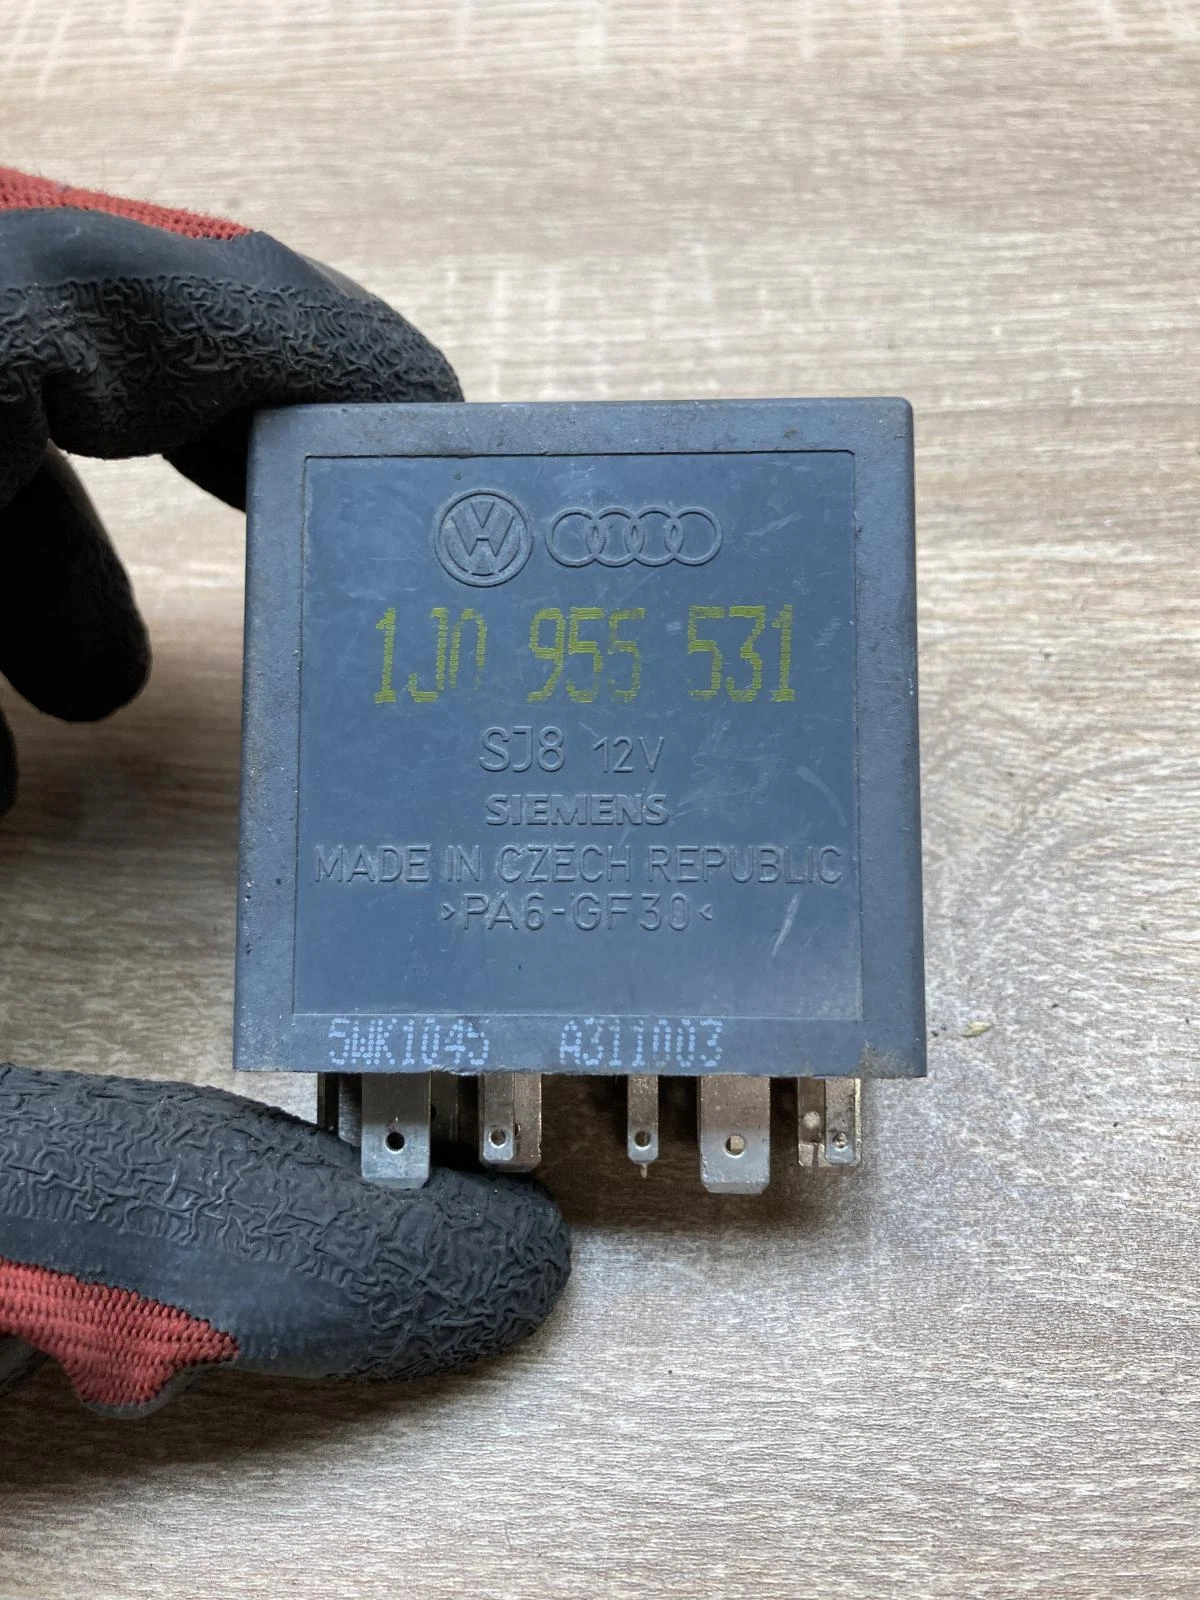 1J0 955 531
SJ8 12V
SIEMENS
MADE IN CZECH REPUBLIC
>PA6-GF30<
5WK1045 A311003